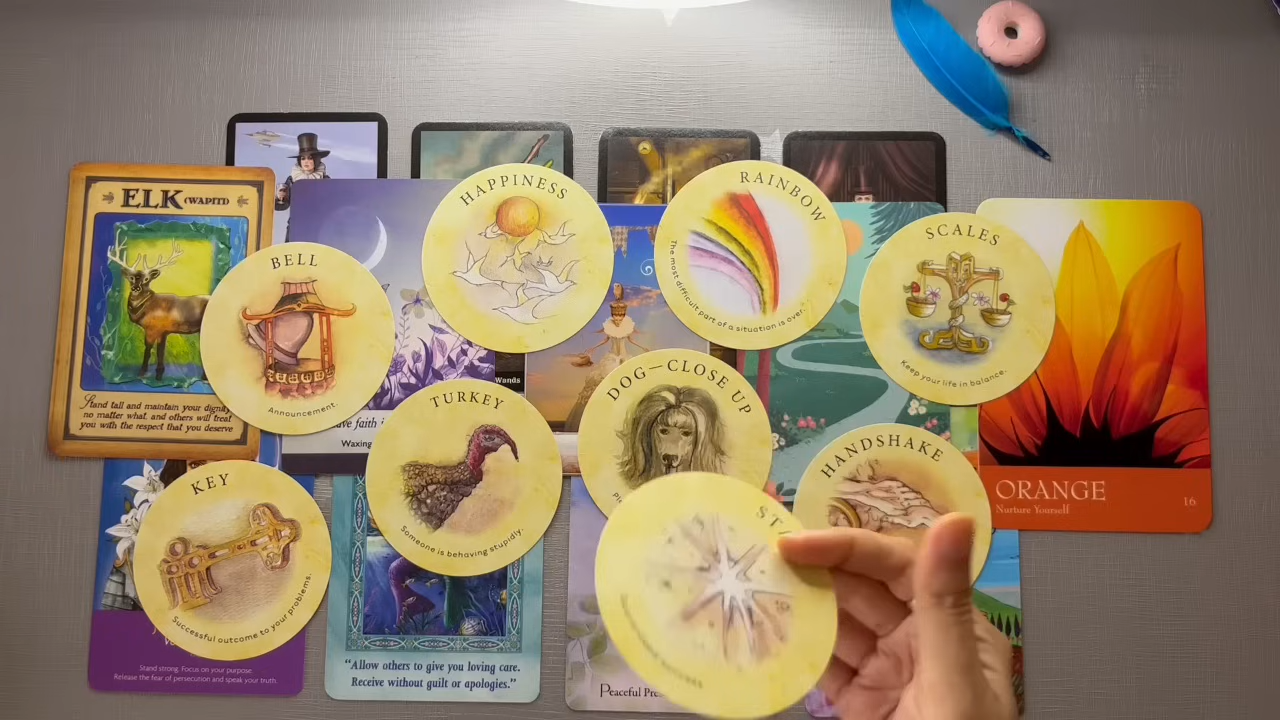 ELK (WAPITI)
Stand tall and maintain your dignity
no matter what, and others will treat
you with the respect that you deserve
BELL
Announcement.
HAPPINESS
RAINBOW
The most difficult part of a situation is over.
SCALES
Keep your life in balance.
ORANGE
Nurture Yourself
16
Wands
ave faith i
Waxing
TURKEY
Someone is behaving stupidly.
DOG—CLOSE UP
HANDSHAKE
KEY
Successful outcome to your problems.
ST
Stand strong. Focus on your purpose.
Release the fear of persecution and speak your truth.
"Allow others to give you loving care.
Receive without guilt or apologies."
Peaceful Pre